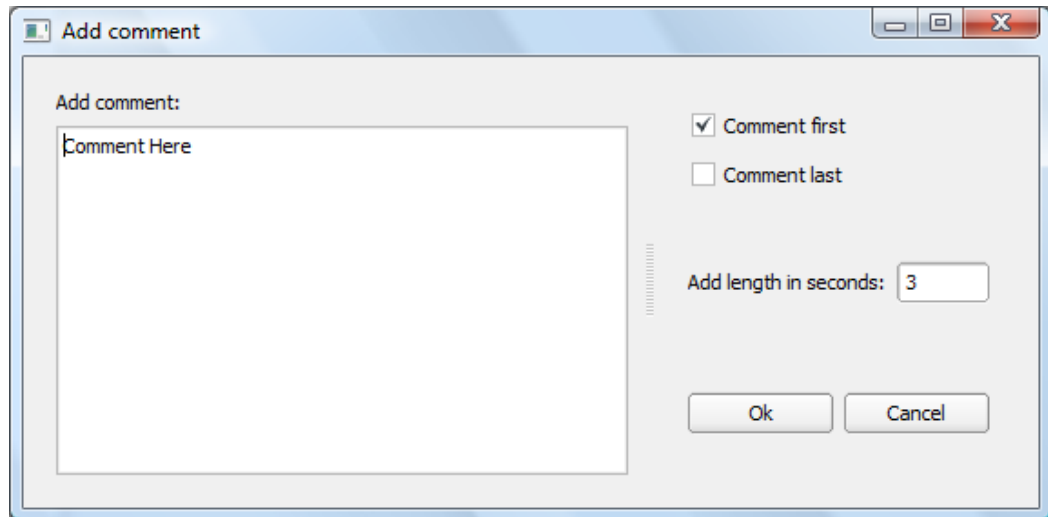 Add comment
Add comment:
Comment Here
Comment first
Comment last
Add length in seconds: 3
Ok Cancel